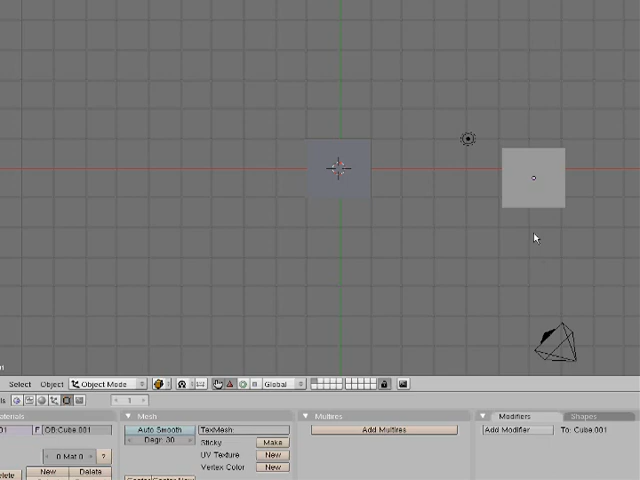 Select Object Object Mode Global
1
Materials Mesh Multires Modifiers Shapes
F OB:Cube.001 Auto Smooth TexMesh: Add Multires Add Modifier To: Cube.001
Degr: 30 Sticky Make
0 Mat 0 ? UV Texture New
New Delete Vertex Color New